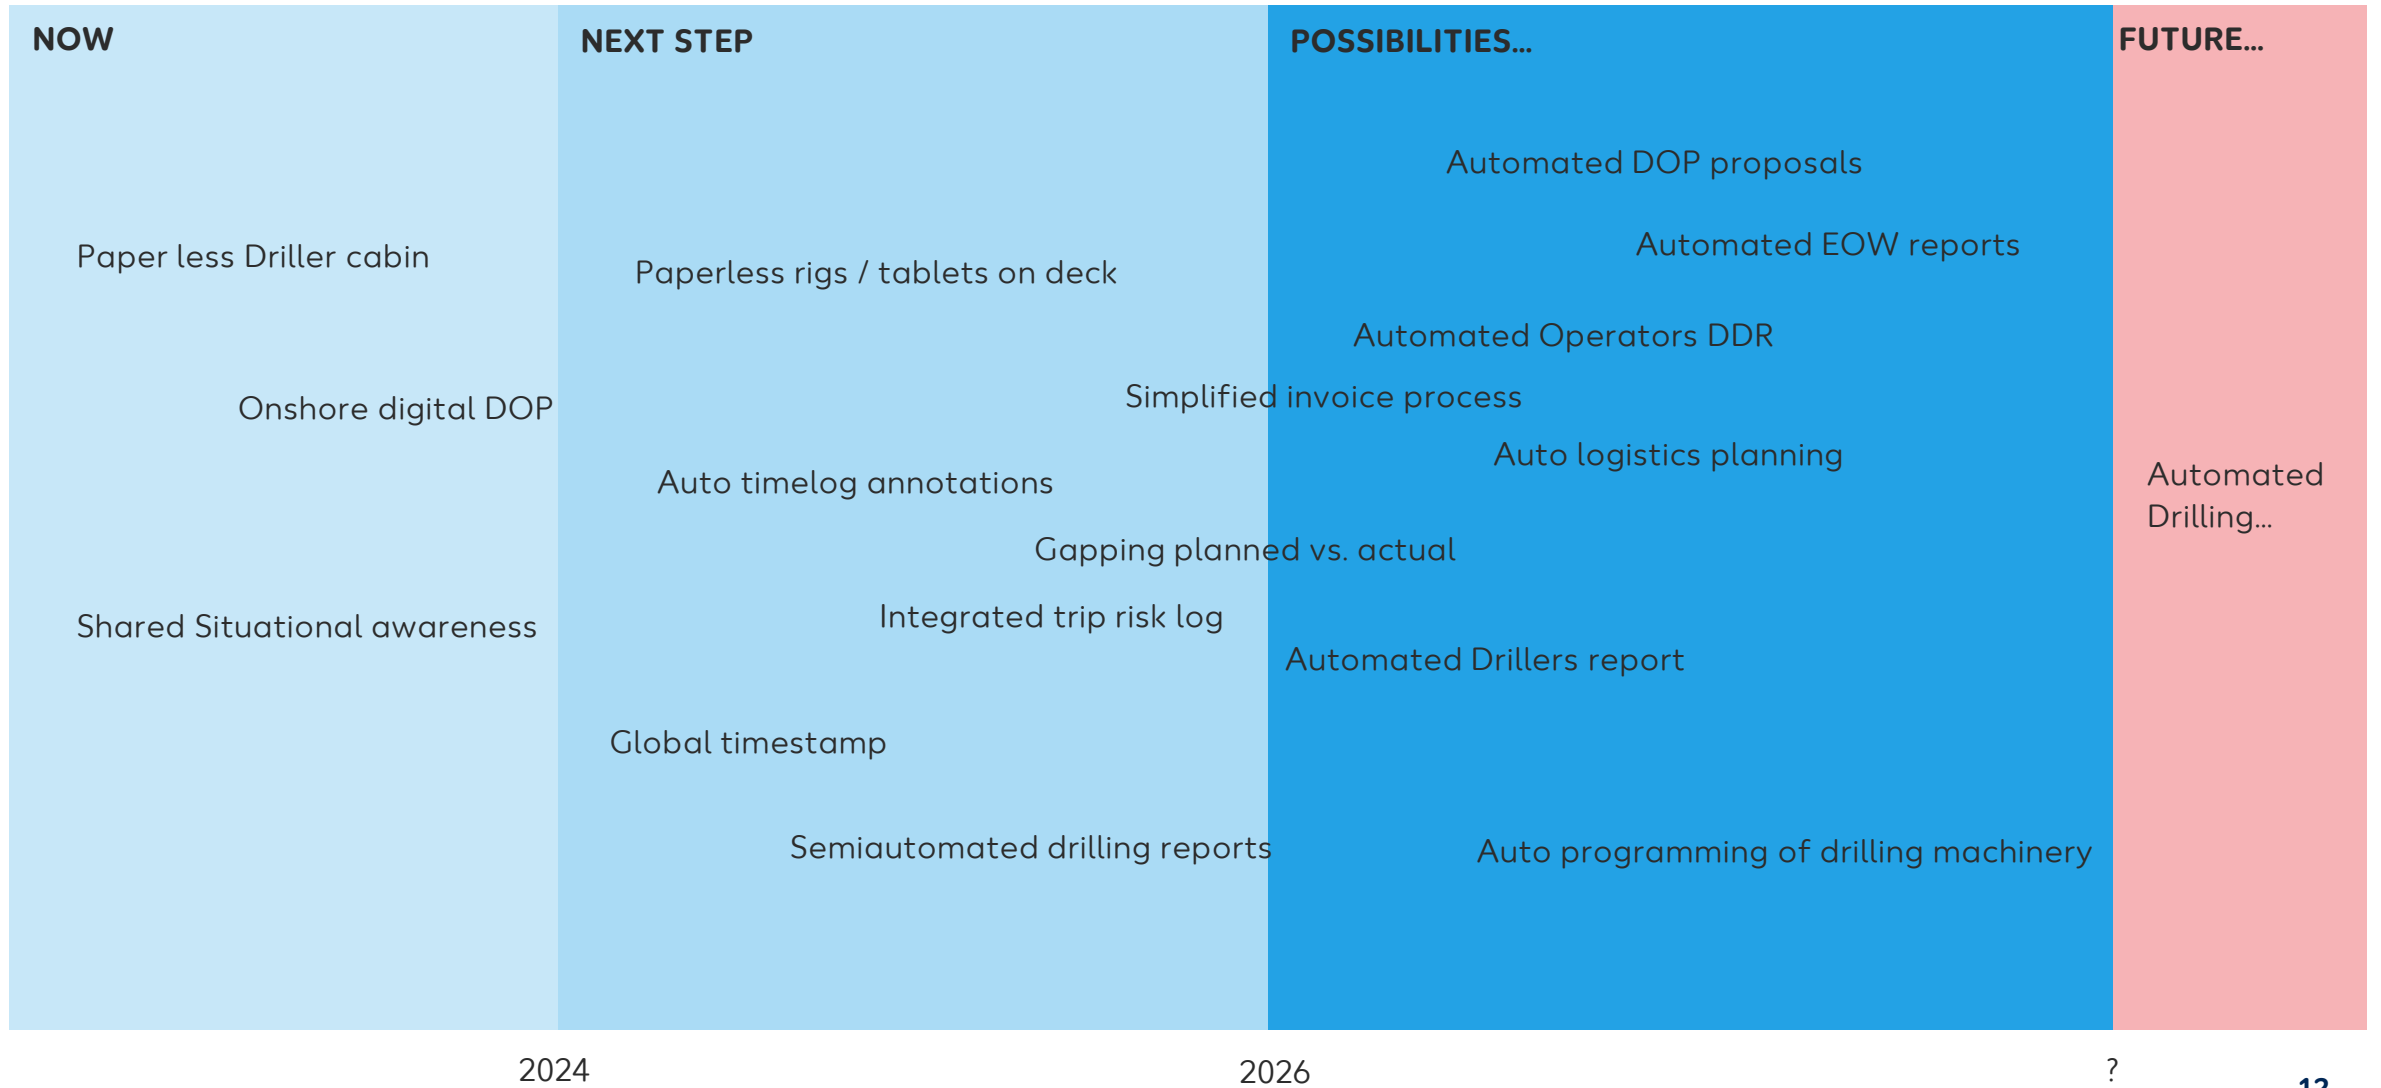 NOW
Paper less Driller cabin
Onshore digital DOP
Shared Situational awareness
NEXT STEP
Paperless rigs / tablets on deck
Simplified invoice process
Auto timelog annotations
Gapping planned vs. actual
Integrated trip risk log
Global timestamp
Semiautomated drilling reports
POSSIBILITIES...
Automated DOP proposals
Automated EOW reports
Automated Operators DDR
Auto logistics planning
Automated Drillers report
Auto programming of drilling machinery
FUTURE...
Automated
Drilling...
2024
2026
?
12